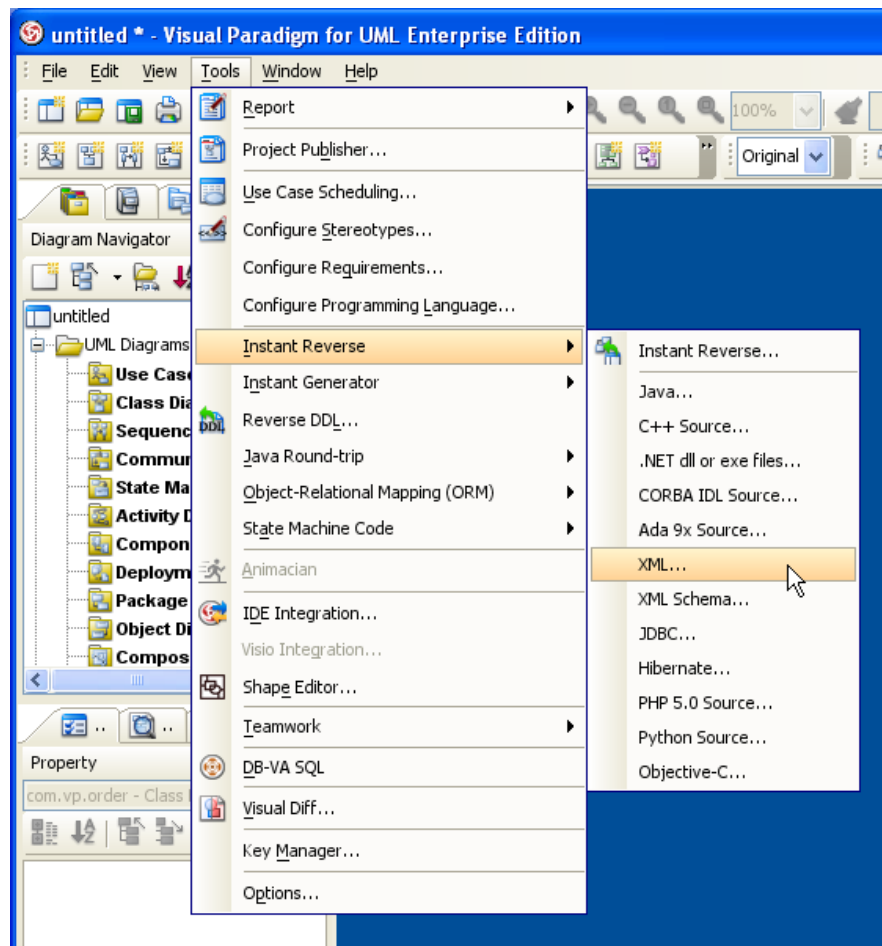 untitled * - Visual Paradigm for UML Enterprise Edition
File Edit View Tools Window Help
100%
Original
Diagram Navigator
untitled
UML Diagrams
Use Case
Class Dia
Sequenc
Commun
State Ma
Activity D
Compon
Deploym
Package
Object Di
Compos
Property
com.vp.order - Class
Report
Project Publisher...
Use Case Scheduling...
Configure Stereotypes...
Configure Requirements...
Configure Programming Language...
Instant Reverse
Instant Generator
DDL Reverse DDL...
Java Round-trip
Object-Relational Mapping (ORM)
State Machine Code
Animacian
IDE Integration...
Visio Integration...
Shape Editor...
Teamwork
DB-VA SQL
Visual Diff...
Key Manager...
Options...
Instant Reverse...
Java...
C++ Source...
.NET dll or exe files...
CORBA IDL Source...
Ada 9x Source...
XML...
XML Schema...
JDBC...
Hibernate...
PHP 5.0 Source...
Python Source...
Objective-C...